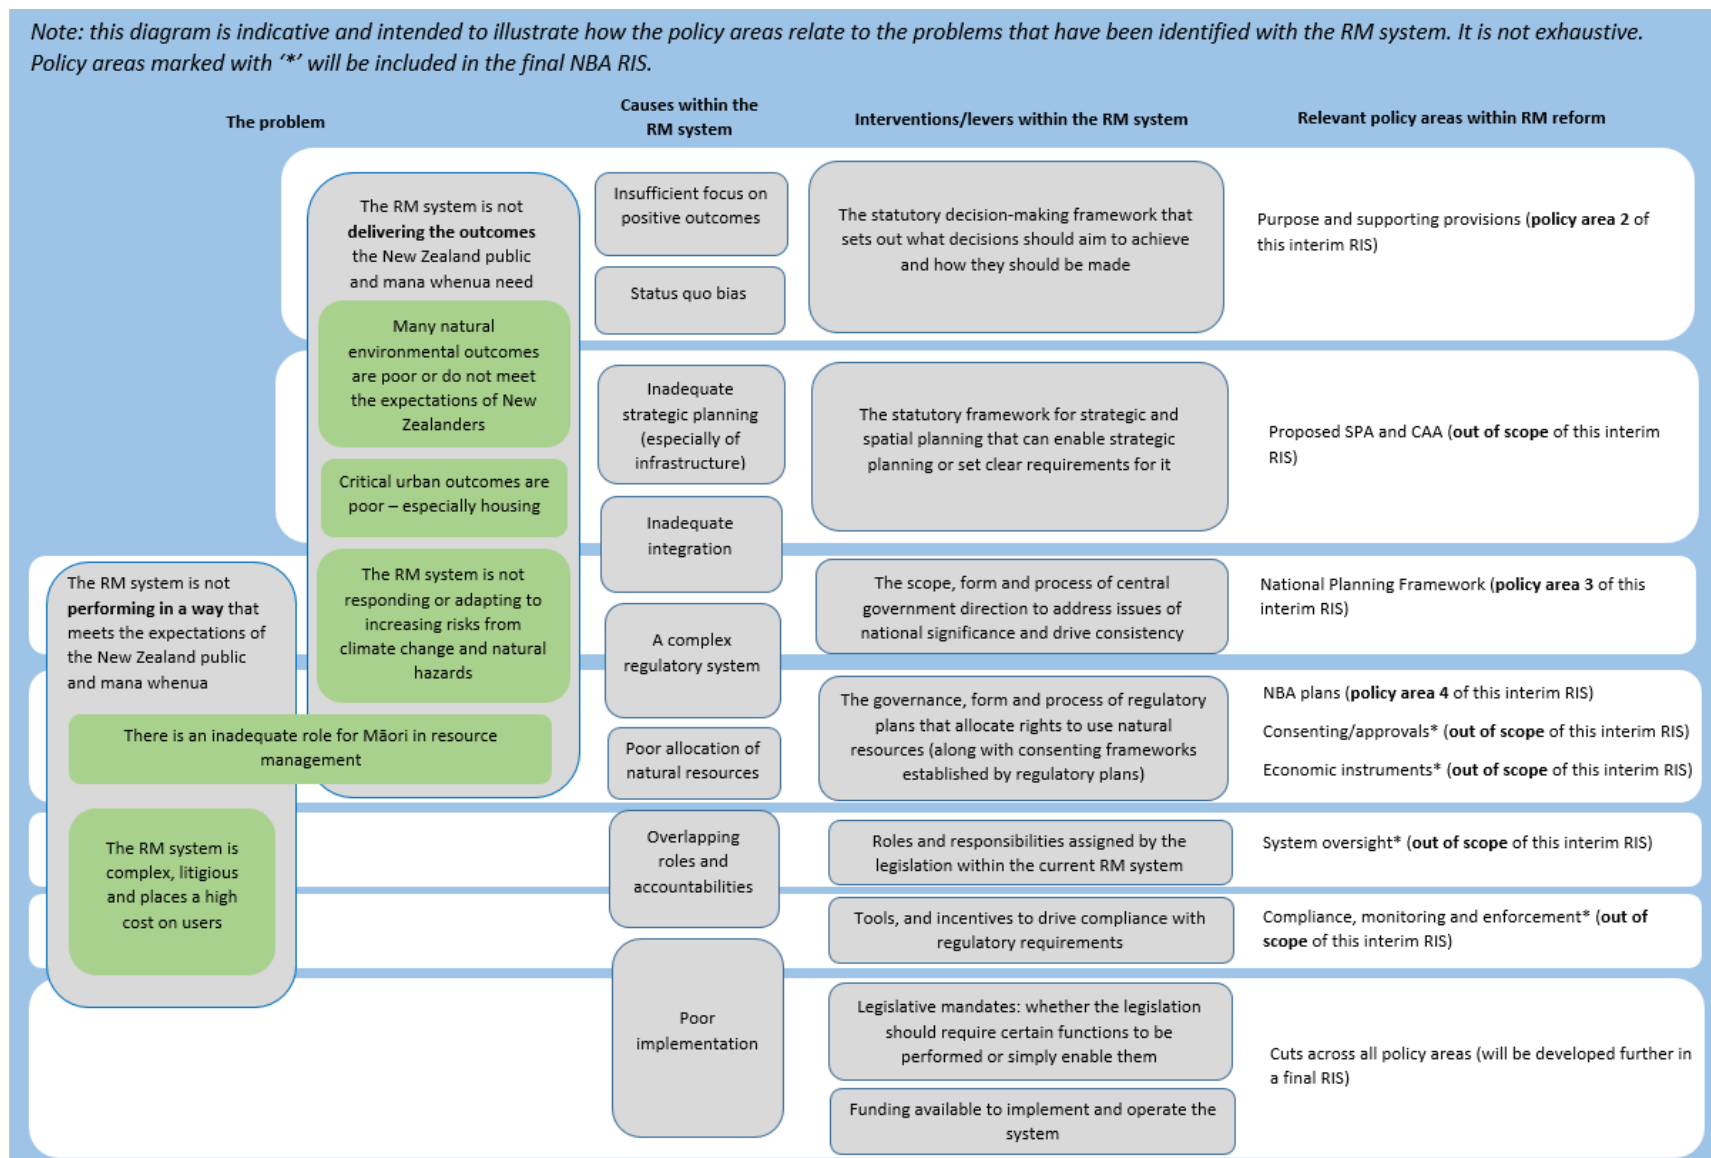 Note: this diagram is indicative and intended to illustrate how the policy areas relate to the problems that have been identified with the RM system. It is not exhaustive.
Policy areas marked with ‘*’ will be included in the final NBA RIS.
The problem
Causes within the
RM system
Interventions/levers within the RM system
Relevant policy areas within RM reform
The RM system is not
delivering the outcomes
the New Zealand public
and mana whenua need
Many natural
environmental outcomes
are poor or do not meet
the expectations of New
Zealanders
Critical urban outcomes are
poor – especially housing
The RM system is not
responding or adapting to
increasing risks from
climate change and natural
hazards
The RM system is not
performing in a way that
meets the expectations of
the New Zealand public
and mana whenua
There is an inadequate role for Māori in resource
management
The RM system is
complex, litigious
and places a high
cost on users
Insufficient focus on
positive outcomes
Status quo bias
Inadequate
strategic planning
(especially of
infrastructure)
Inadequate
integration
A complex
regulatory system
Poor allocation of
natural resources
Overlapping
roles and
accountabilities
Poor
implementation
The statutory decision-making framework that
sets out what decisions should aim to achieve
and how they should be made
The statutory framework for strategic and
spatial planning that can enable strategic
planning or set clear requirements for it
The scope, form and process of central
government direction to address issues of
national significance and drive consistency
The governance, form and process of regulatory
plans that allocate rights to use natural
resources (along with consenting frameworks
established by regulatory plans)
Roles and responsibilities assigned by the
legislation within the current RM system
Tools, and incentives to drive compliance with
regulatory requirements
Legislative mandates: whether the legislation
should require certain functions to be
performed or simply enable them
Funding available to implement and operate the
system
Purpose and supporting provisions (policy area 2 of
this interim RIS)
Proposed SPA and CAA (out of scope of this interim
RIS)
National Planning Framework (policy area 3 of this
interim RIS)
NBA plans (policy area 4 of this interim RIS)
Consenting/approvals* (out of scope of this interim RIS)
Economic instruments* (out of scope of this interim RIS)
System oversight* (out of scope of this interim RIS)
Compliance, monitoring and enforcement* (out of
scope of this interim RIS)
Cuts across all policy areas (will be developed further in
a final RIS)